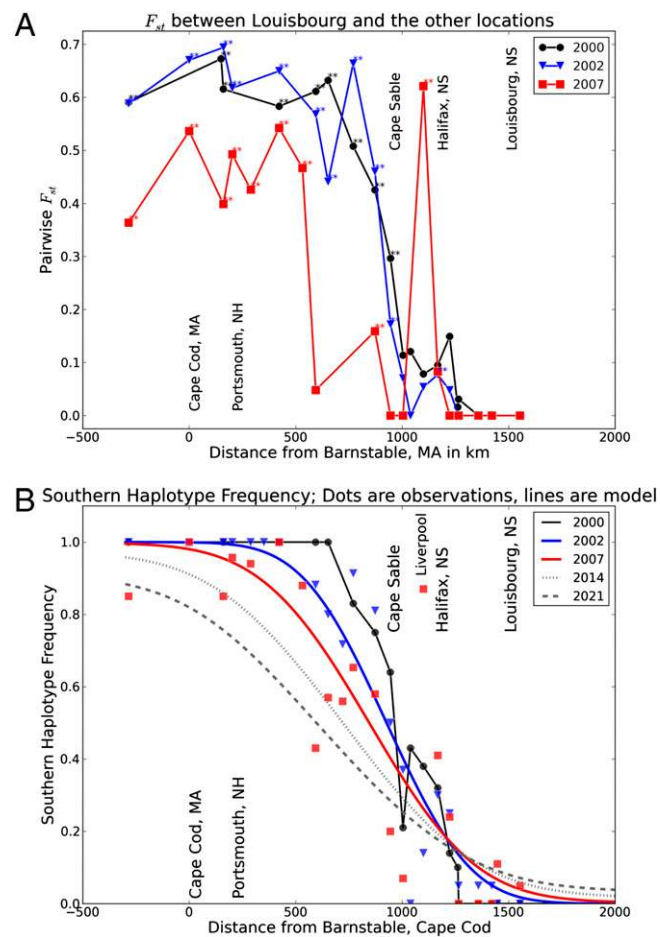 A
F_st between Louisbourg and the other locations
0.7
0.6
0.5
0.4
0.3
0.2
0.1
0.0
Pairwise F_st
Cape Cod, MA
Portsmouth, NH
Cape Sable
Halifax, NS
Louisbourg, NS
2000
2002
2007
−500
0
500
1000
1500
2000
Distance from Barnstable, MA in km
B
Southern Haplotype Frequency; Dots are observations, lines are model
1.0
0.8
0.6
0.4
0.2
0.0
Southern Haplotype Frequency
Cape Cod, MA
Portsmouth, NH
Cape Sable
Liverpool
Halifax, NS
Louisbourg, NS
2000
2002
2007
2014
2021
−500
0
500
1000
1500
2000
Distance from Barnstable, Cape Cod